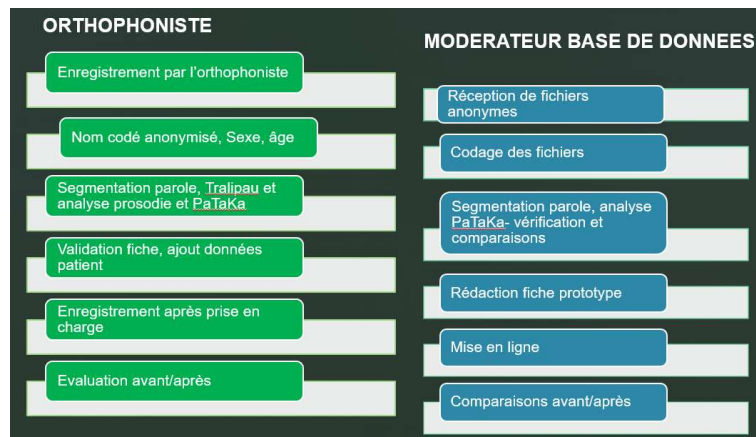 ORTHOPHONISTE
Enregistrement par l'orthophoniste
Nom codé anonymisé, Sexe, âge
Segmentation parole, Tralipau et
analyse prosodie et PaTaKa
Validation fiche, ajout données
patient
Enregistrement après prise en
charge
Evaluation avant/après
MODERATEUR BASE DE DONNEES
Réception de fichiers
anonymes
Codage des fichiers
Segmentation parole, analyse
PaTaKa- vérification et
comparaisons
Rédaction fiche prototype
Mise en ligne
Comparaisons avant/après